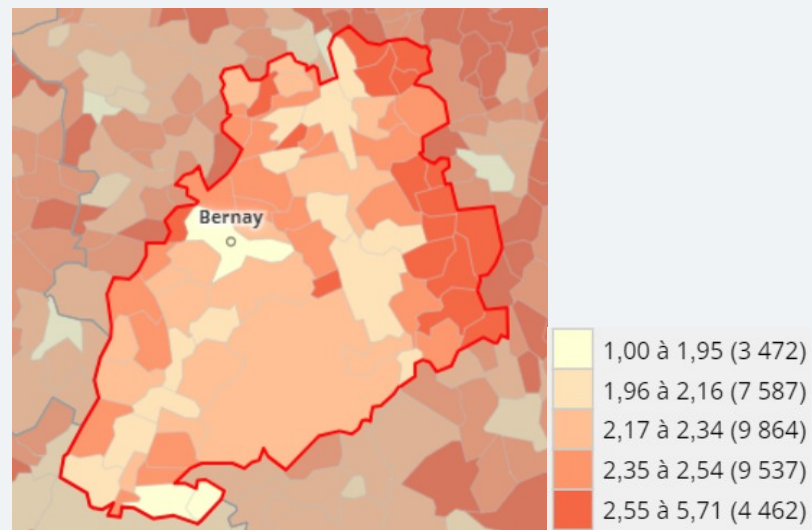 Bernay
1,00 à 1,95 (3 472)
1,96 à 2,16 (7 587)
2,17 à 2,34 (9 864)
2,35 à 2,54 (9 537)
2,55 à 5,71 (4 462)